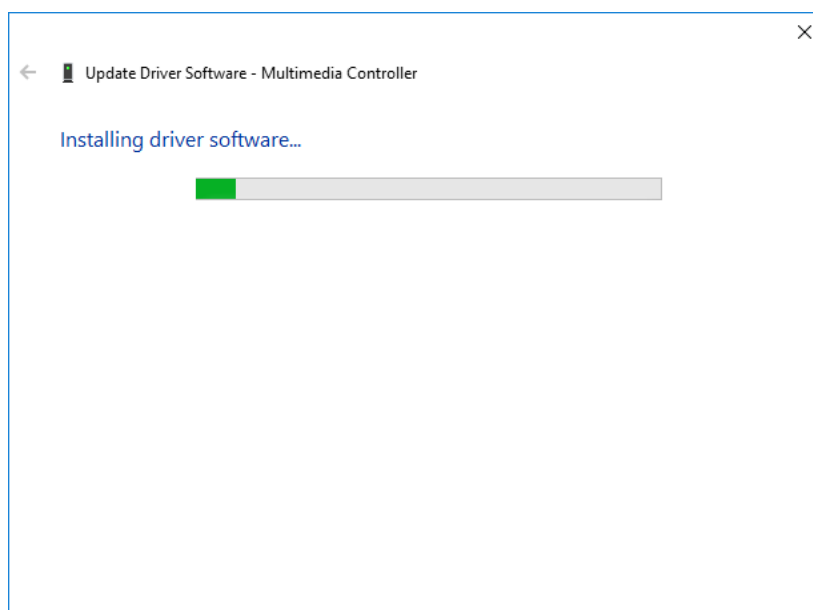 Update Driver Software - Multimedia Controller
Installing driver software...